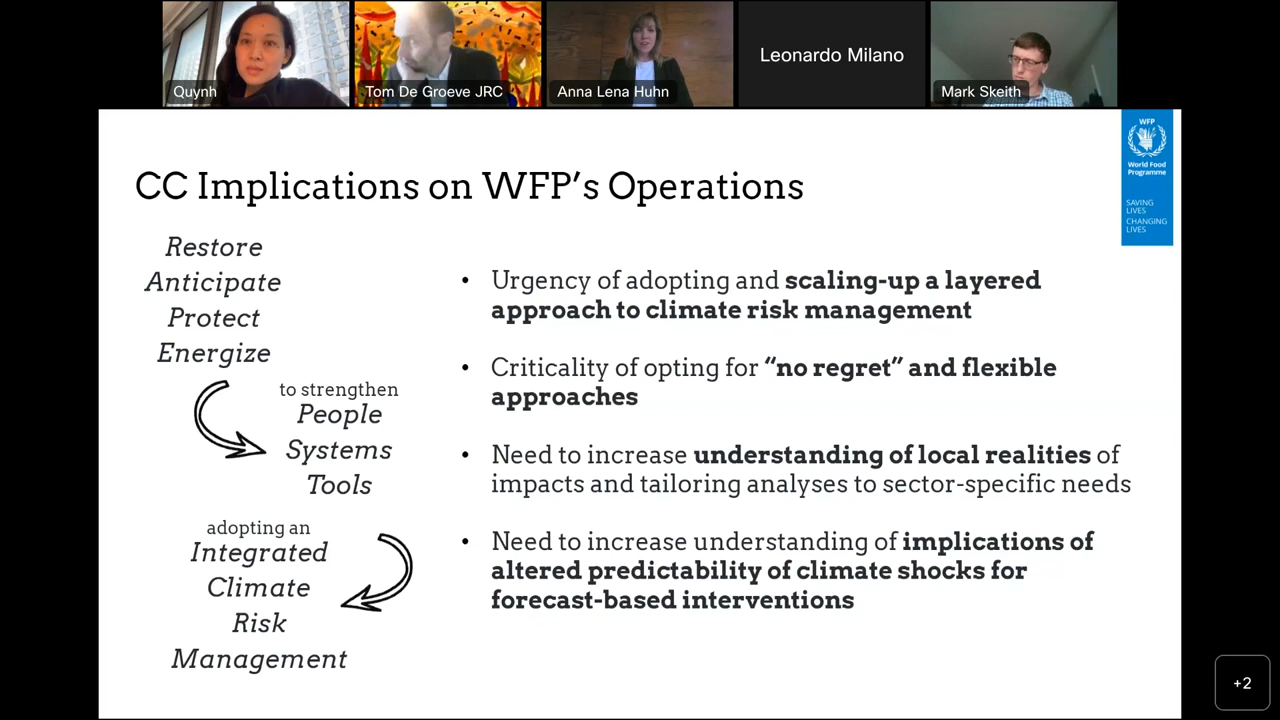 Quynh
Tom De Groeve JRC
Anna Lena Huhn
Leonardo Milano
Mark Skeith
WFP
World Food
Programme
SAVING
LIVES
CHANGING
LIVES
CC Implications on WFP’s Operations
Restore
Anticipate
Protect
Energize
to strengthen
People
Systems
Tools
adopting an
Integrated
Climate
Risk
Management
• Urgency of adopting and scaling-up a layered
approach to climate risk management
• Criticality of opting for “no regret” and flexible
approaches
• Need to increase understanding of local realities of
impacts and tailoring analyses to sector-specific needs
• Need to increase understanding of implications of
altered predictability of climate shocks for
forecast-based interventions
+2